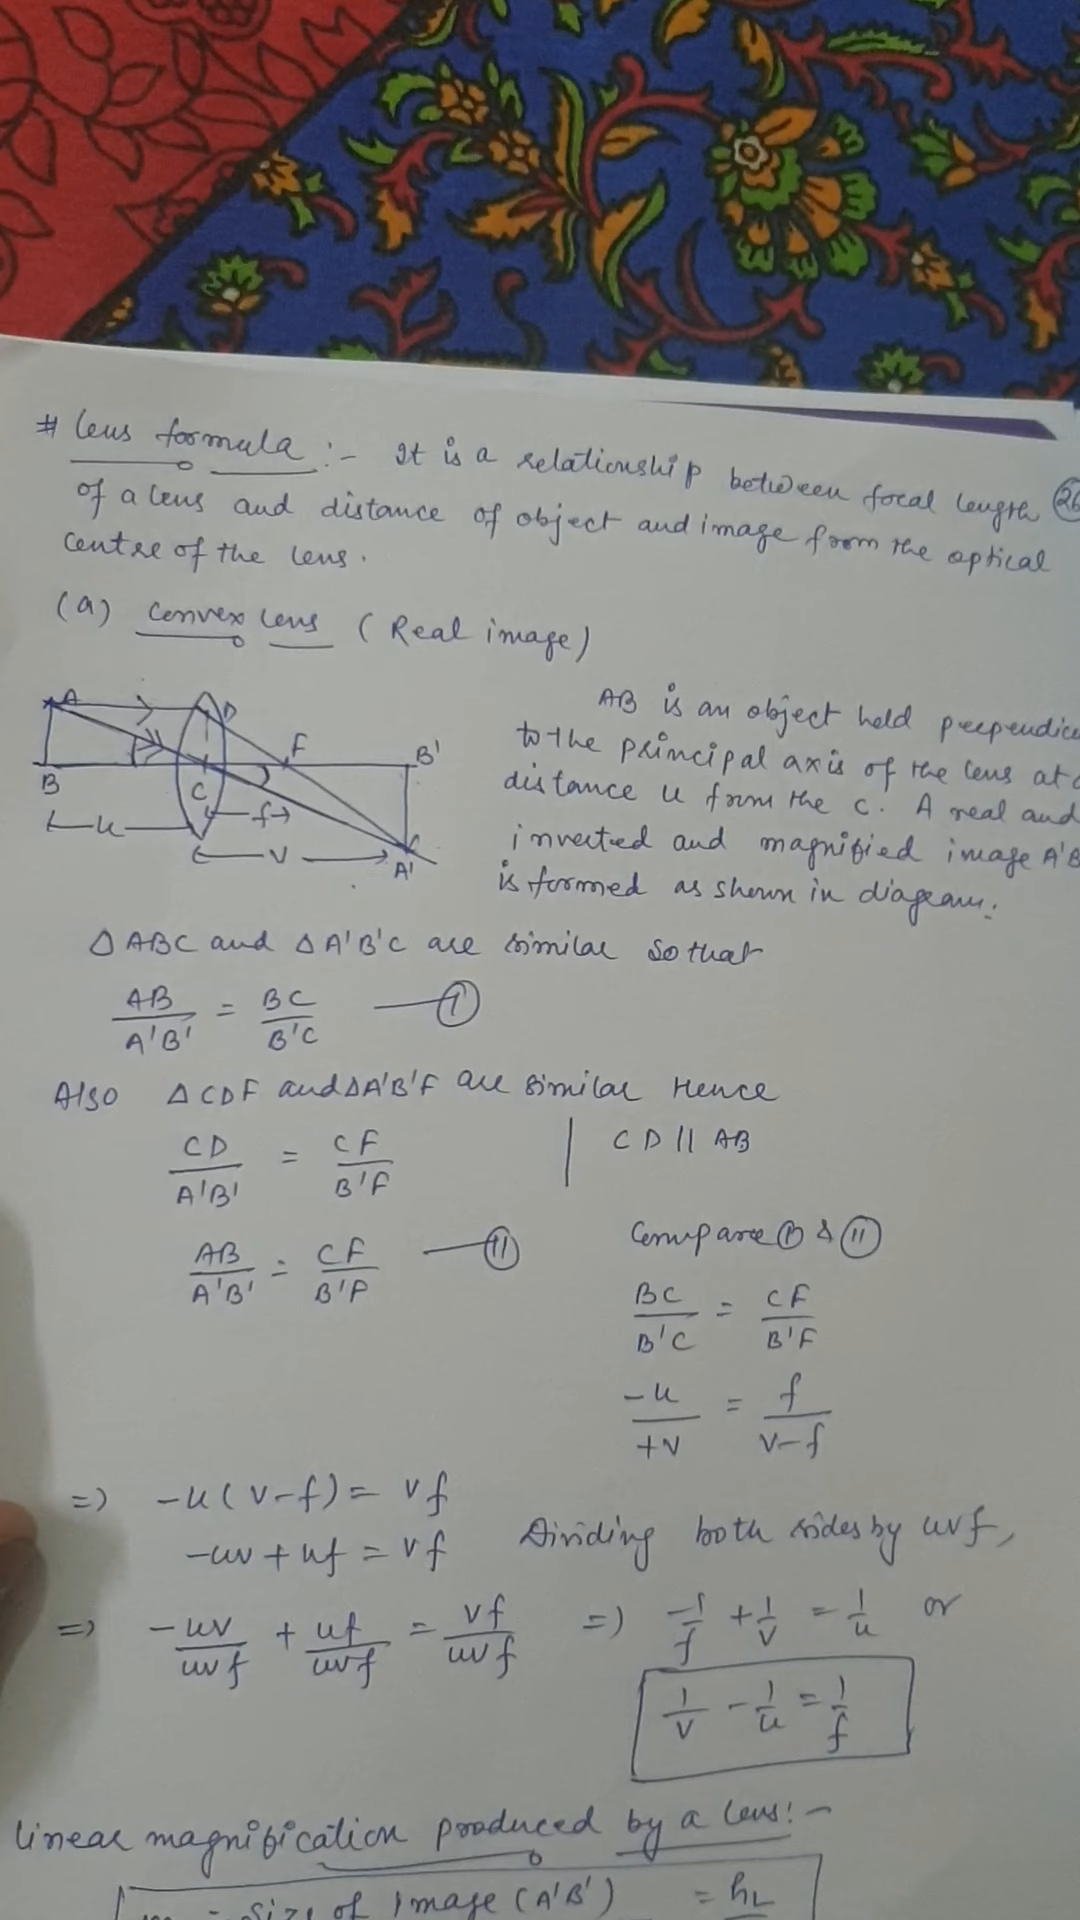 # Lens formula :- It is a relationship between focal length (26
of a lens and distance of object and image from the optical
centre of the lens.
(a) Convex lens (Real image)
A
D
F
B'
B
C
u
f
v
A'
AB is an object held perpendic
to the principal axis of the lens at a
distance u from the c. A real and
inverted and magnified image A'B
is formed as shown in diagram.
Δ ABC and Δ A'B'C are similar so that
AB/A'B' = BC/B'C — (I)
Also Δ CDF and Δ A'B'F are similar Hence
CD/A'B' = CF/B'F | CD || AB
AB/A'B' = CF/B'F — (II)
Compare (I) & (II)
BC/B'C = CF/B'F
-u/+v = f/v-f
=) -u(v-f) = vf
-uv + uf = vf Dividing both sides by uvf,
=) -uv/uvf + uf/uvf = vf/uvf =) -1/f + 1/v = 1/u or
1/v - 1/u = 1/f
Linear magnification produced by a lens:-
size of Image (A'B') =